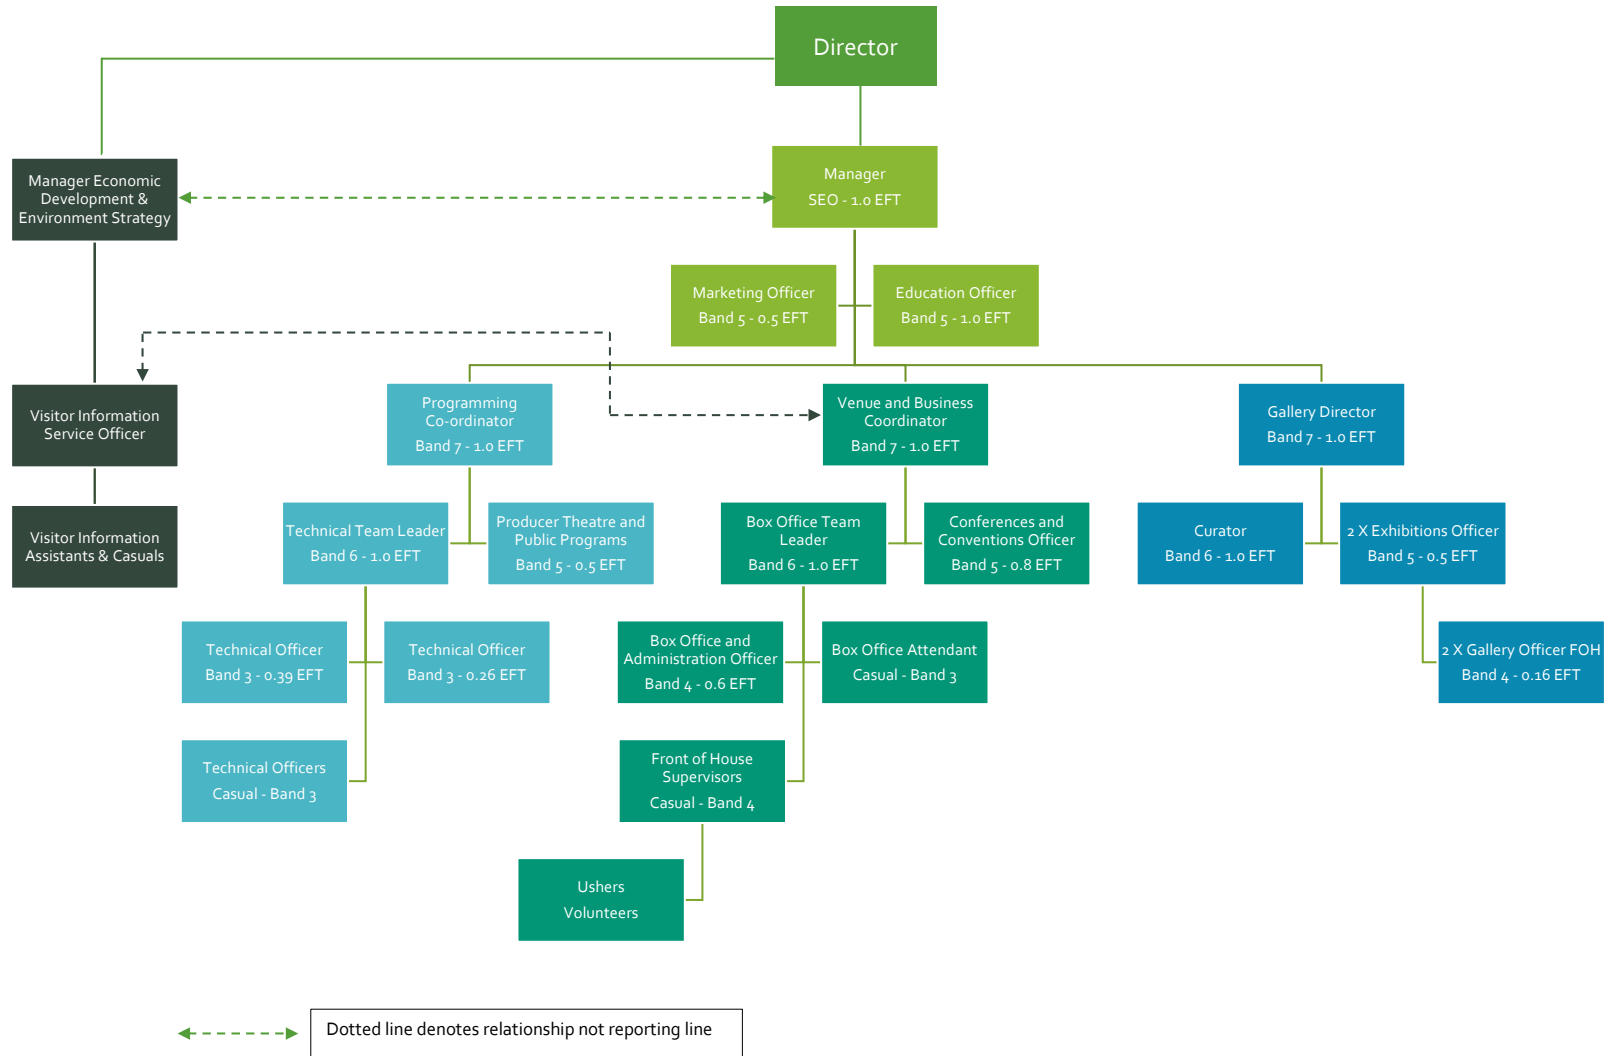 Director
Manager Economic
Development &
Environment Strategy
Manager
SEO - 1.0 EFT
Marketing Officer
Band 5 - 0.5 EFT
Education Officer
Band 5 - 1.0 EFT
Visitor Information
Service Officer
Programming
Co-ordinator
Band 7 - 1.0 EFT
Venue and Business
Coordinator
Band 7 - 1.0 EFT
Gallery Director
Band 7 - 1.0 EFT
Visitor Information
Assistants & Casuals
Technical Team Leader
Band 6 - 1.0 EFT
Producer Theatre and
Public Programs
Band 5 - 0.5 EFT
Box Office Team
Leader
Band 6 - 1.0 EFT
Conferences and
Conventions Officer
Band 5 - 0.8 EFT
Curator
Band 6 - 1.0 EFT
2 X Exhibitions Officer
Band 5 - 0.5 EFT
Technical Officer
Band 3 - 0.39 EFT
Technical Officer
Band 3 - 0.26 EFT
Box Office and
Administration Officer
Band 4 - 0.6 EFT
Box Office Attendant
Casual - Band 3
2 X Gallery Officer FOH
Band 4 - 0.16 EFT
Technical Officers
Casual - Band 3
Front of House
Supervisors
Casual - Band 4
Ushers
Volunteers
Dotted line denotes relationship not reporting line